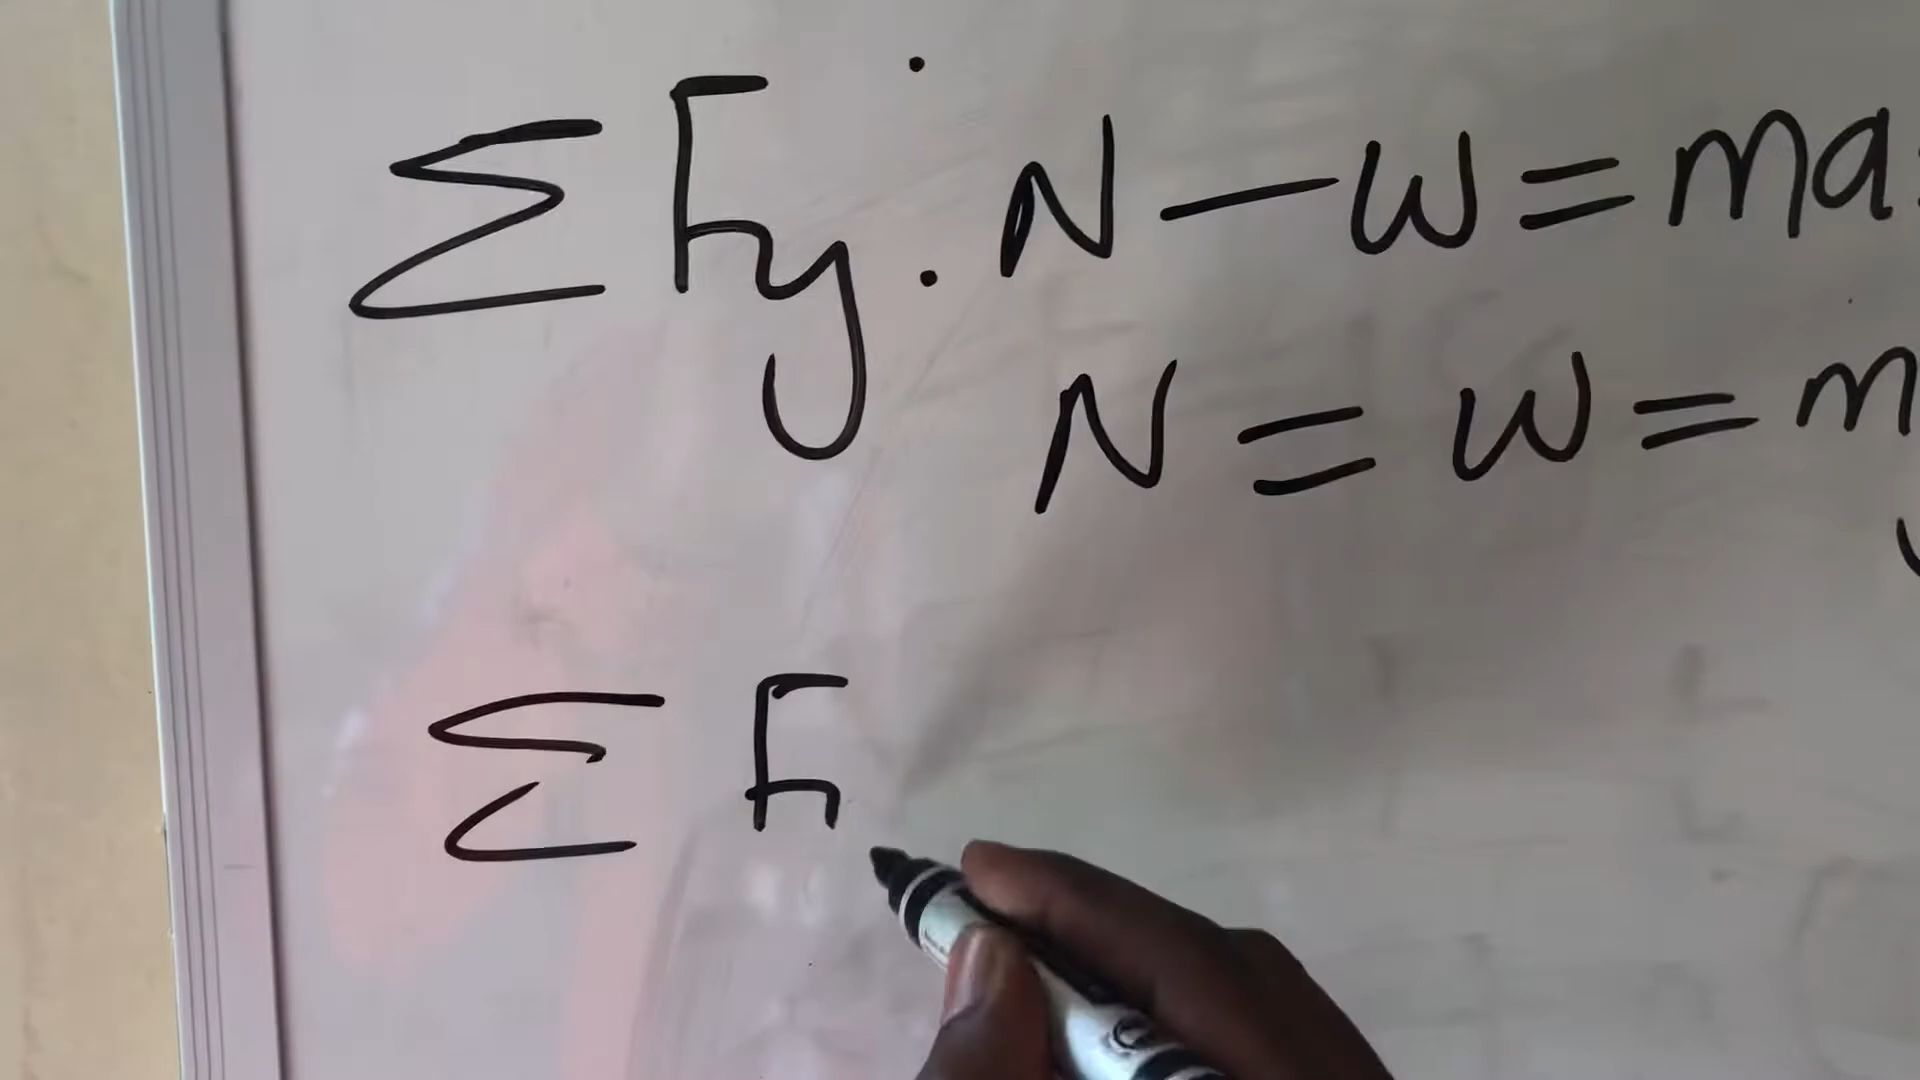 ΣFy: N - W = ma
N = W = m
ΣF